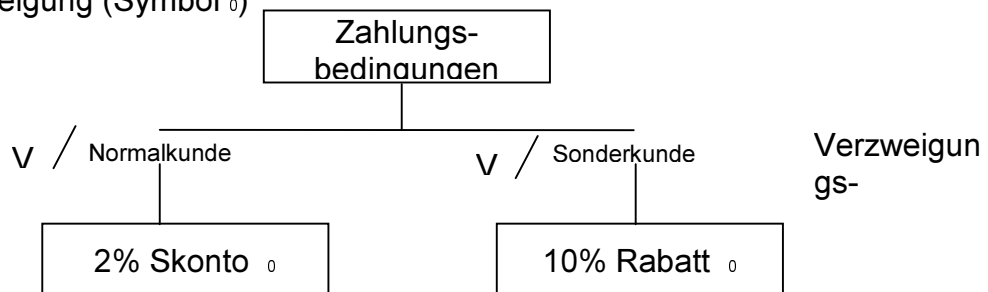 eigung (Symbol 0)
Zahlungs-
bedingungen
V / Normalkunde
V / Sonderkunde
Verzweigun
gs-
2% Skonto 0
10% Rabatt 0